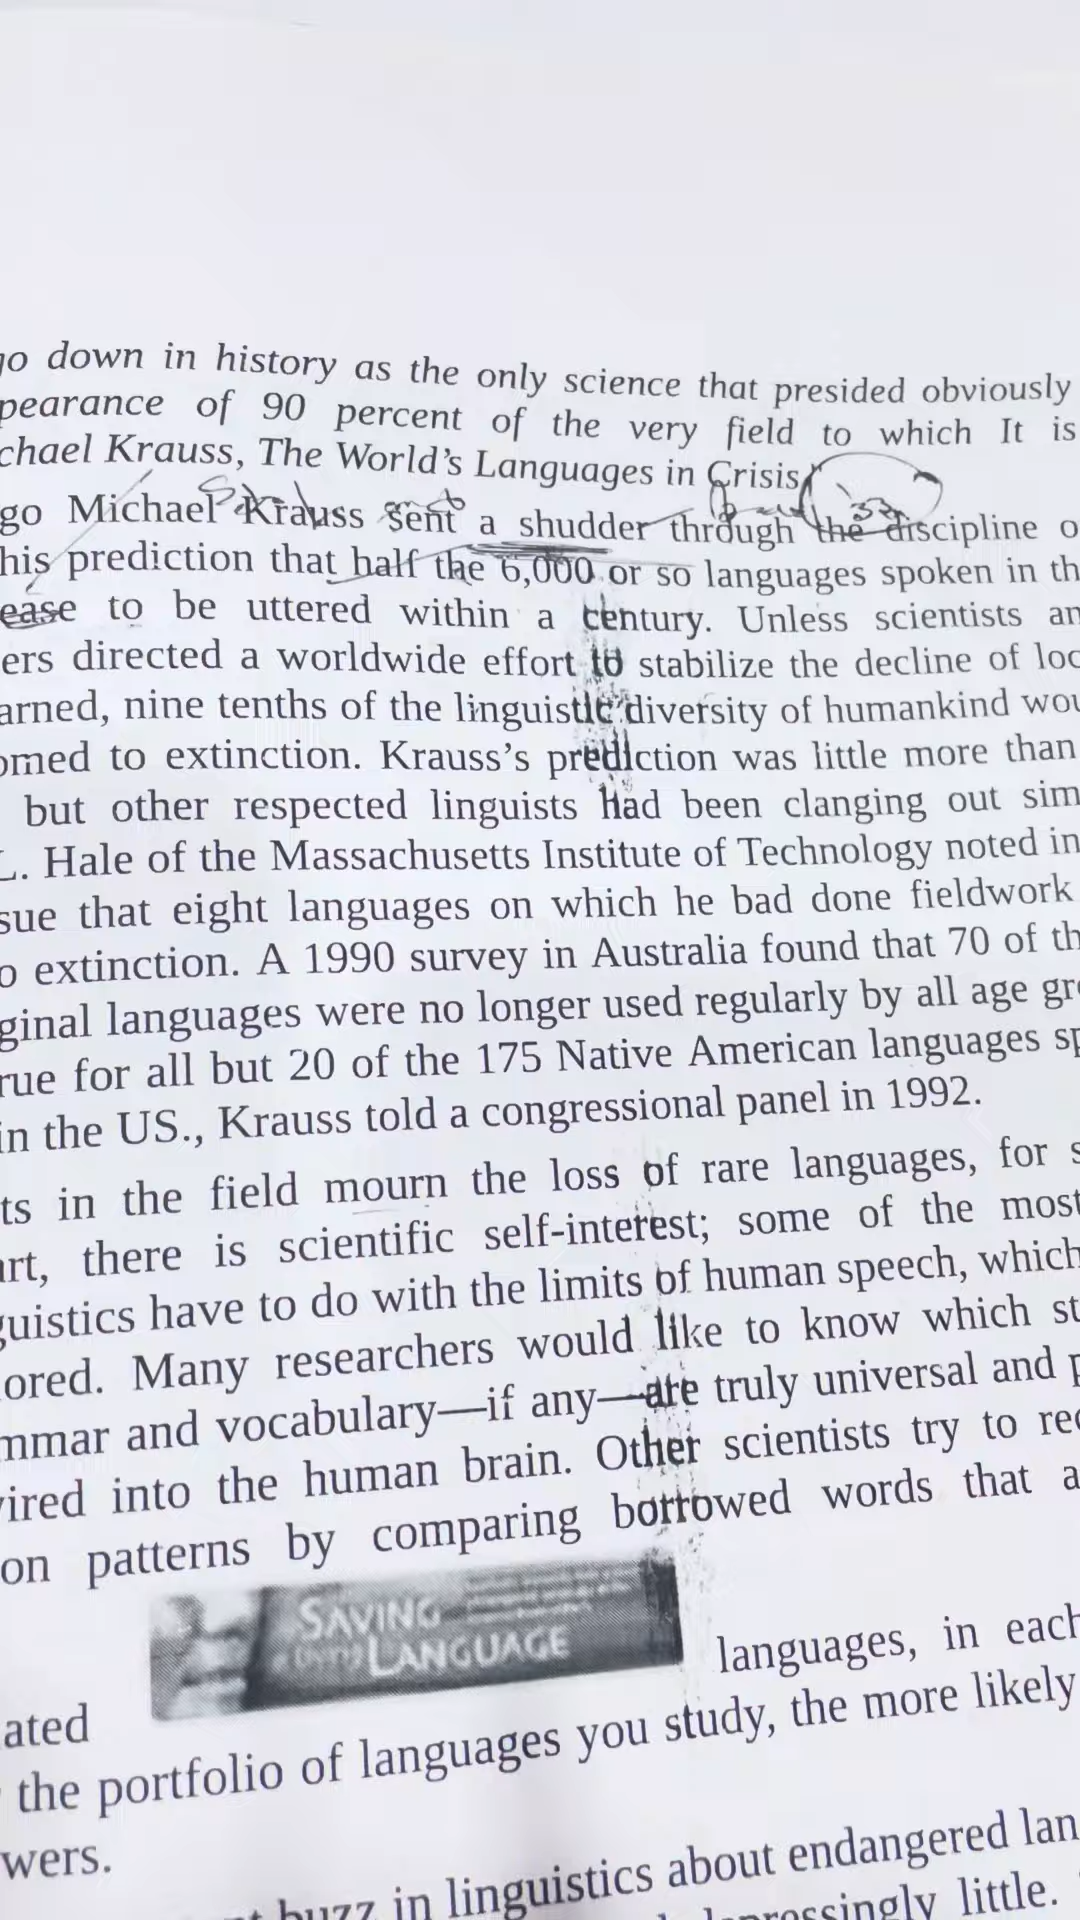 go down in history as the only science that presided obviously
pearance of 90 percent of the very field to which It is
chael Krauss, The World's Languages in Crisis
go Michael Krauss sent a shudder through the discipline o
his prediction that half the 6,000 or so languages spoken in th
ease to be uttered within a century. Unless scientists an
ers directed a worldwide effort to stabilize the decline of loc
arned, nine tenths of the linguistic diversity of humankind wou
omed to extinction. Krauss's prediction was little more than
but other respected linguists had been clanging out sim
L. Hale of the Massachusetts Institute of Technology noted in
sue that eight languages on which he bad done fieldwork
o extinction. A 1990 survey in Australia found that 70 of th
ginal languages were no longer used regularly by all age gro
rue for all but 20 of the 175 Native American languages sp
in the US., Krauss told a congressional panel in 1992.
ts in the field mourn the loss of rare languages, for s
art, there is scientific self-interest; some of the most
guistics have to do with the limits of human speech, which
ored. Many researchers would like to know which st
mmar and vocabulary—if any—are truly universal and p
ired into the human brain. Other scientists try to rec
on patterns by comparing borrowed words that a
SAVING
LANGUAGE
languages, in each
ated
the portfolio of languages you study, the more likely
wers.
buzz in linguistics about endangered lan
little.